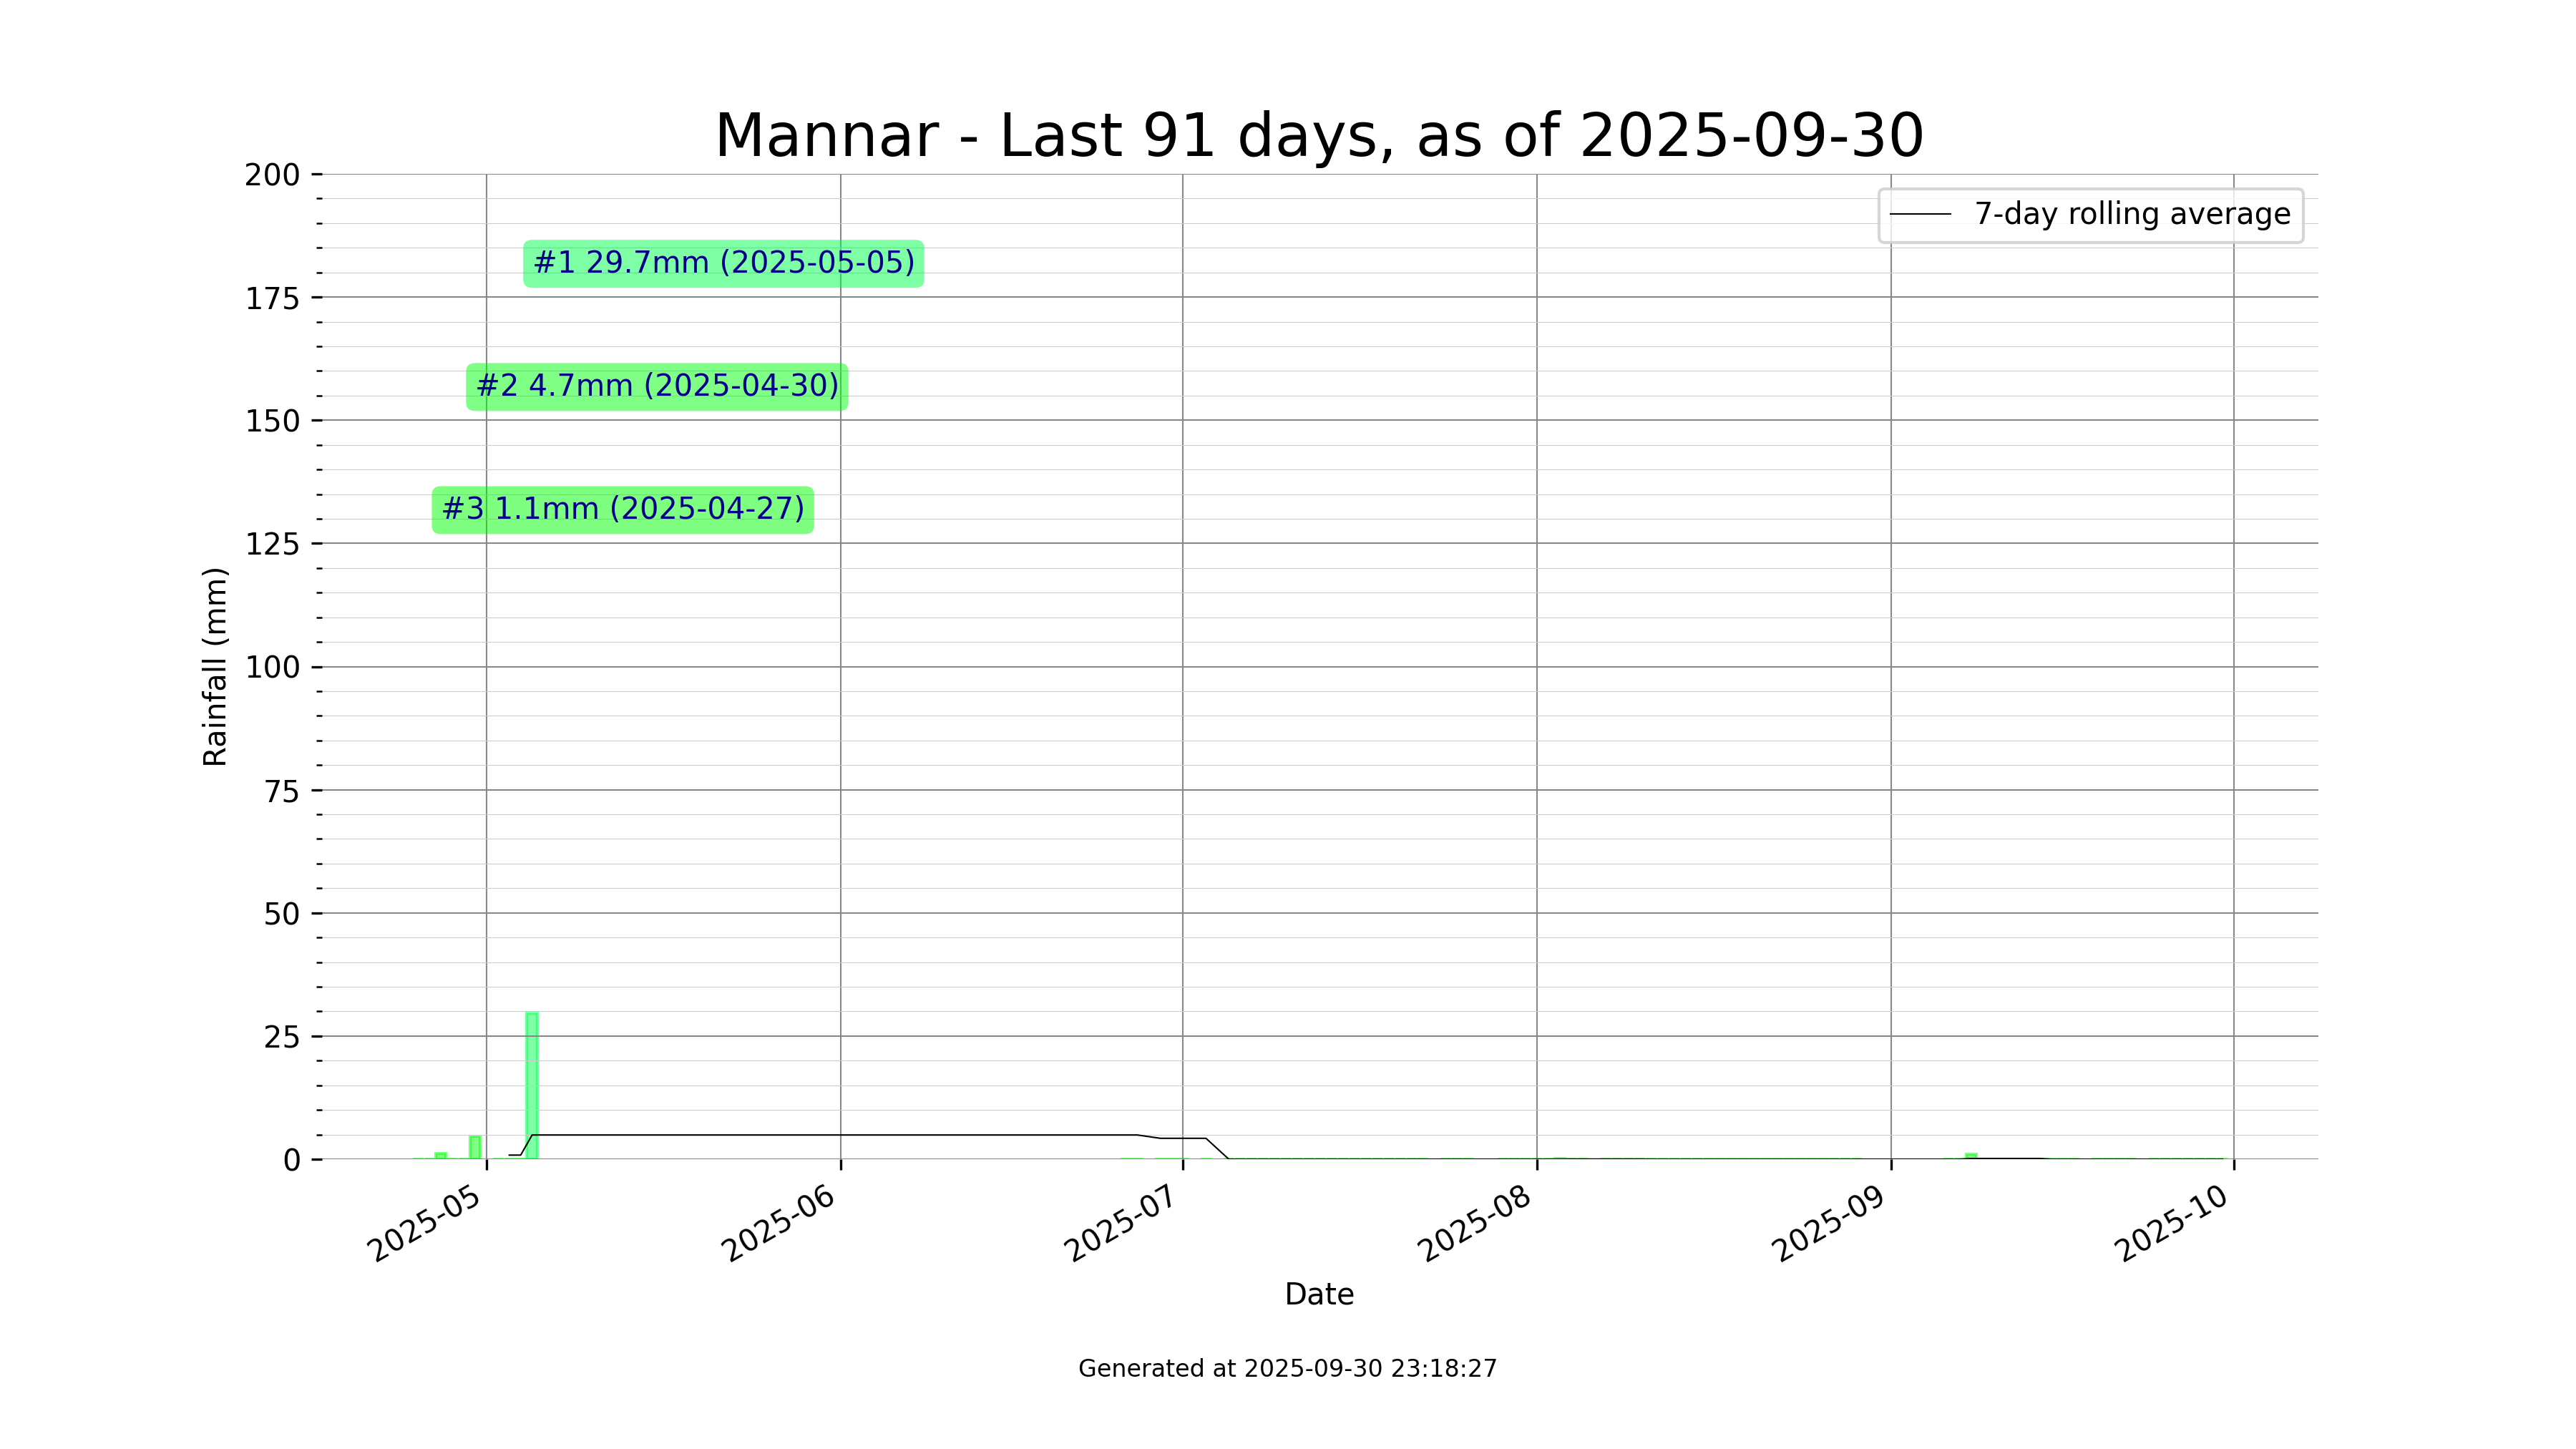 Mannar - Last 91 days, as of 2025-09-30
200
175
150
125
100
75
50
25
0
Rainfall (mm)
7-day rolling average
#1 29.7mm (2025-05-05)
#2 4.7mm (2025-04-30)
#3 1.1mm (2025-04-27)
2025-05
2025-06
2025-07
2025-08
2025-09
2025-10
Date
Generated at 2025-09-30 23:18:27